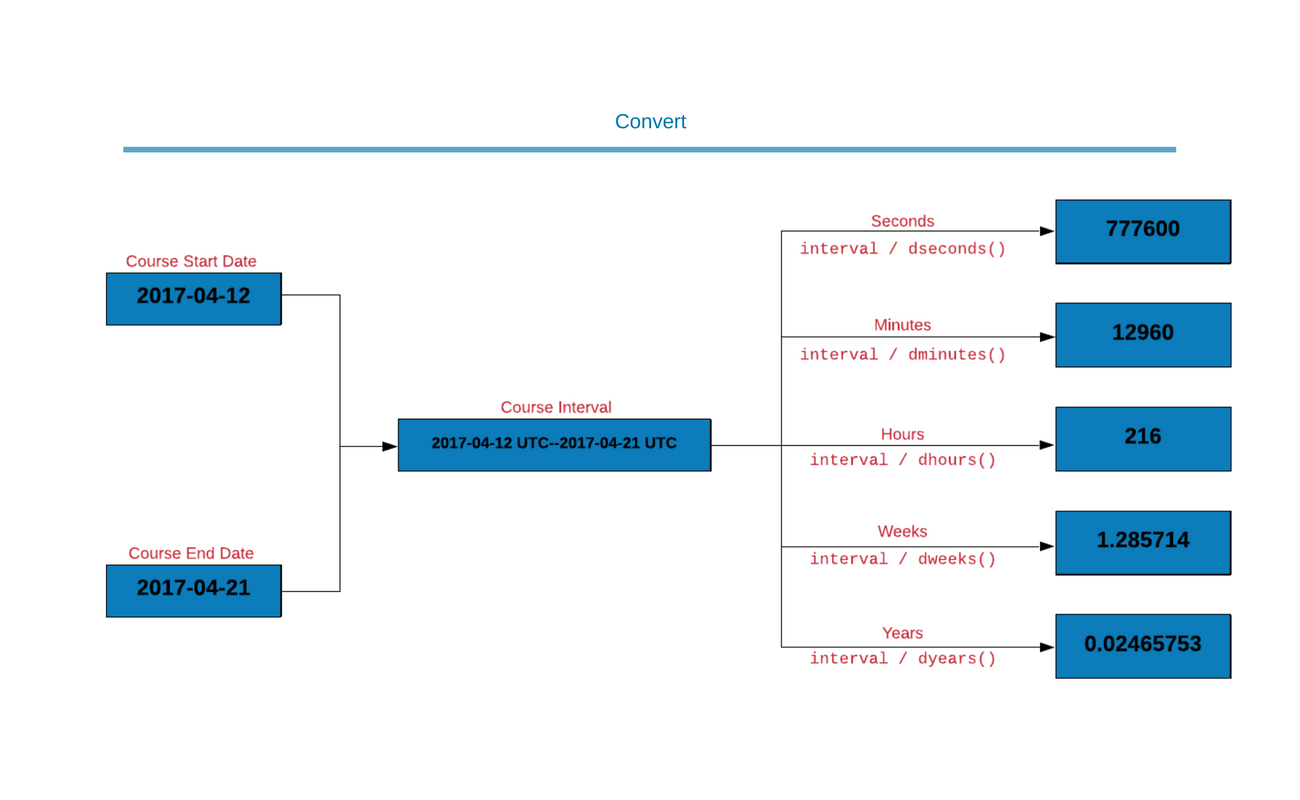 Convert
Course Start Date
2017-04-12
Course End Date
2017-04-21
Course Interval
2017-04-12 UTC--2017-04-21 UTC
Seconds
interval / dseconds()
777600
Minutes
interval / dminutes()
12960
Hours
interval / dhours()
216
Weeks
interval / dweeks()
1.285714
Years
interval / dyears()
0.02465753